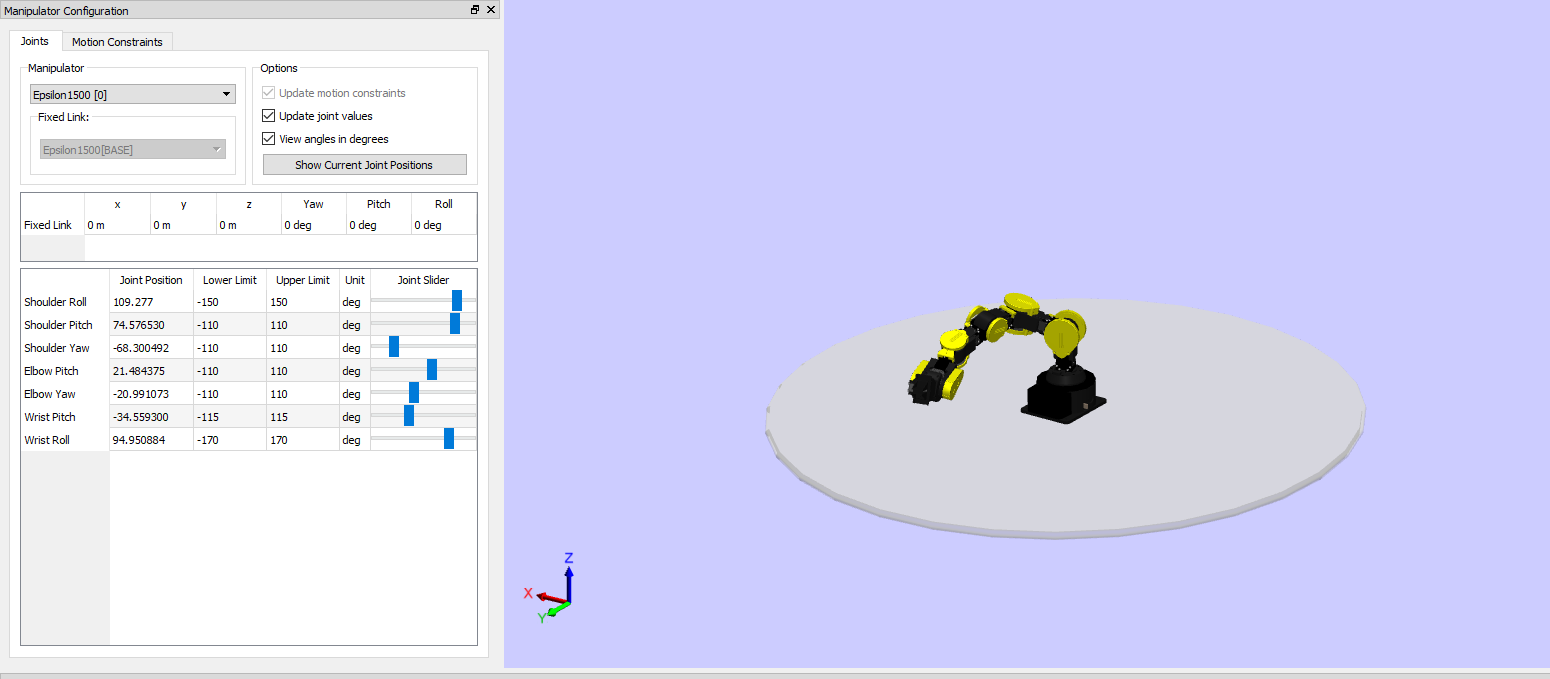 Manipulator Configuration
Joints Motion Constraints
Manipulator
Epsilon1500 [0]
Fixed Link:
Epsilon1500[BASE]
Options
Update motion constraints
Update joint values
View angles in degrees
Show Current Joint Positions
x y z Yaw Pitch Roll
Fixed Link 0 m 0 m 0 m 0 deg 0 deg 0 deg
Joint Position Lower Limit Upper Limit Unit Joint Slider
Shoulder Roll 109.277 -150 150 deg
Shoulder Pitch 74.576530 -110 110 deg
Shoulder Yaw -68.300492 -110 110 deg
Elbow Pitch 21.484375 -110 110 deg
Elbow Yaw -20.991073 -110 110 deg
Wrist Pitch -34.559300 -115 115 deg
Wrist Roll 94.950884 -170 170 deg
Z
X
Y